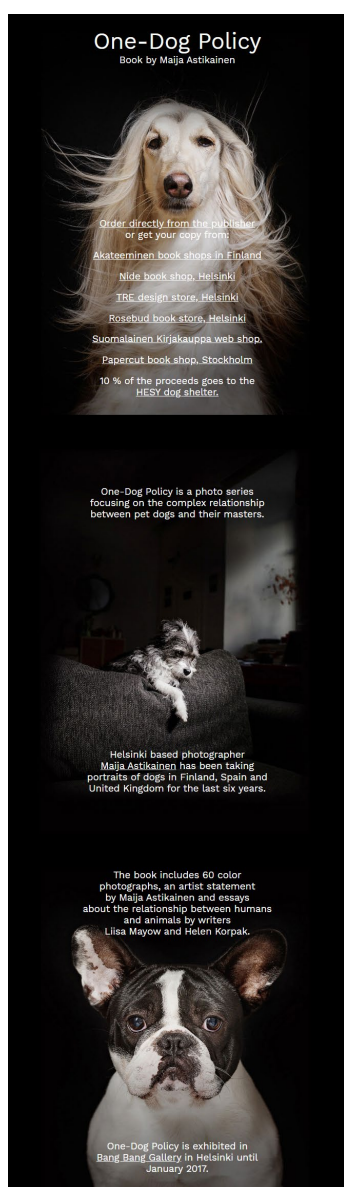 One-Dog Policy
Book by Maija Astikainen
Order directly from the publisher
or get your copy from:
Akateeminen book shops in Finland
Nide book shop, Helsinki
TRE design store, Helsinki
Rosebud book store, Helsinki
Suomalainen Kirjakauppa web shop.
Papercut book shop, Stockholm
10 % of the proceeds goes to the
HESY dog shelter.
One-Dog Policy is a photo series
focusing on the complex relationship
between pet dogs and their masters.
Helsinki based photographer
Maija Astikainen has been taking
portraits of dogs in Finland, Spain and
United Kingdom for the last six years.
The book includes 60 color
photographs, an artist statement
by Maija Astikainen and essays
about the relationship between humans
and animals by writers
Liisa Mayow and Helen Korpak.
One-Dog Policy is exhibited in
Bang Bang Gallery in Helsinki until
January 2017.